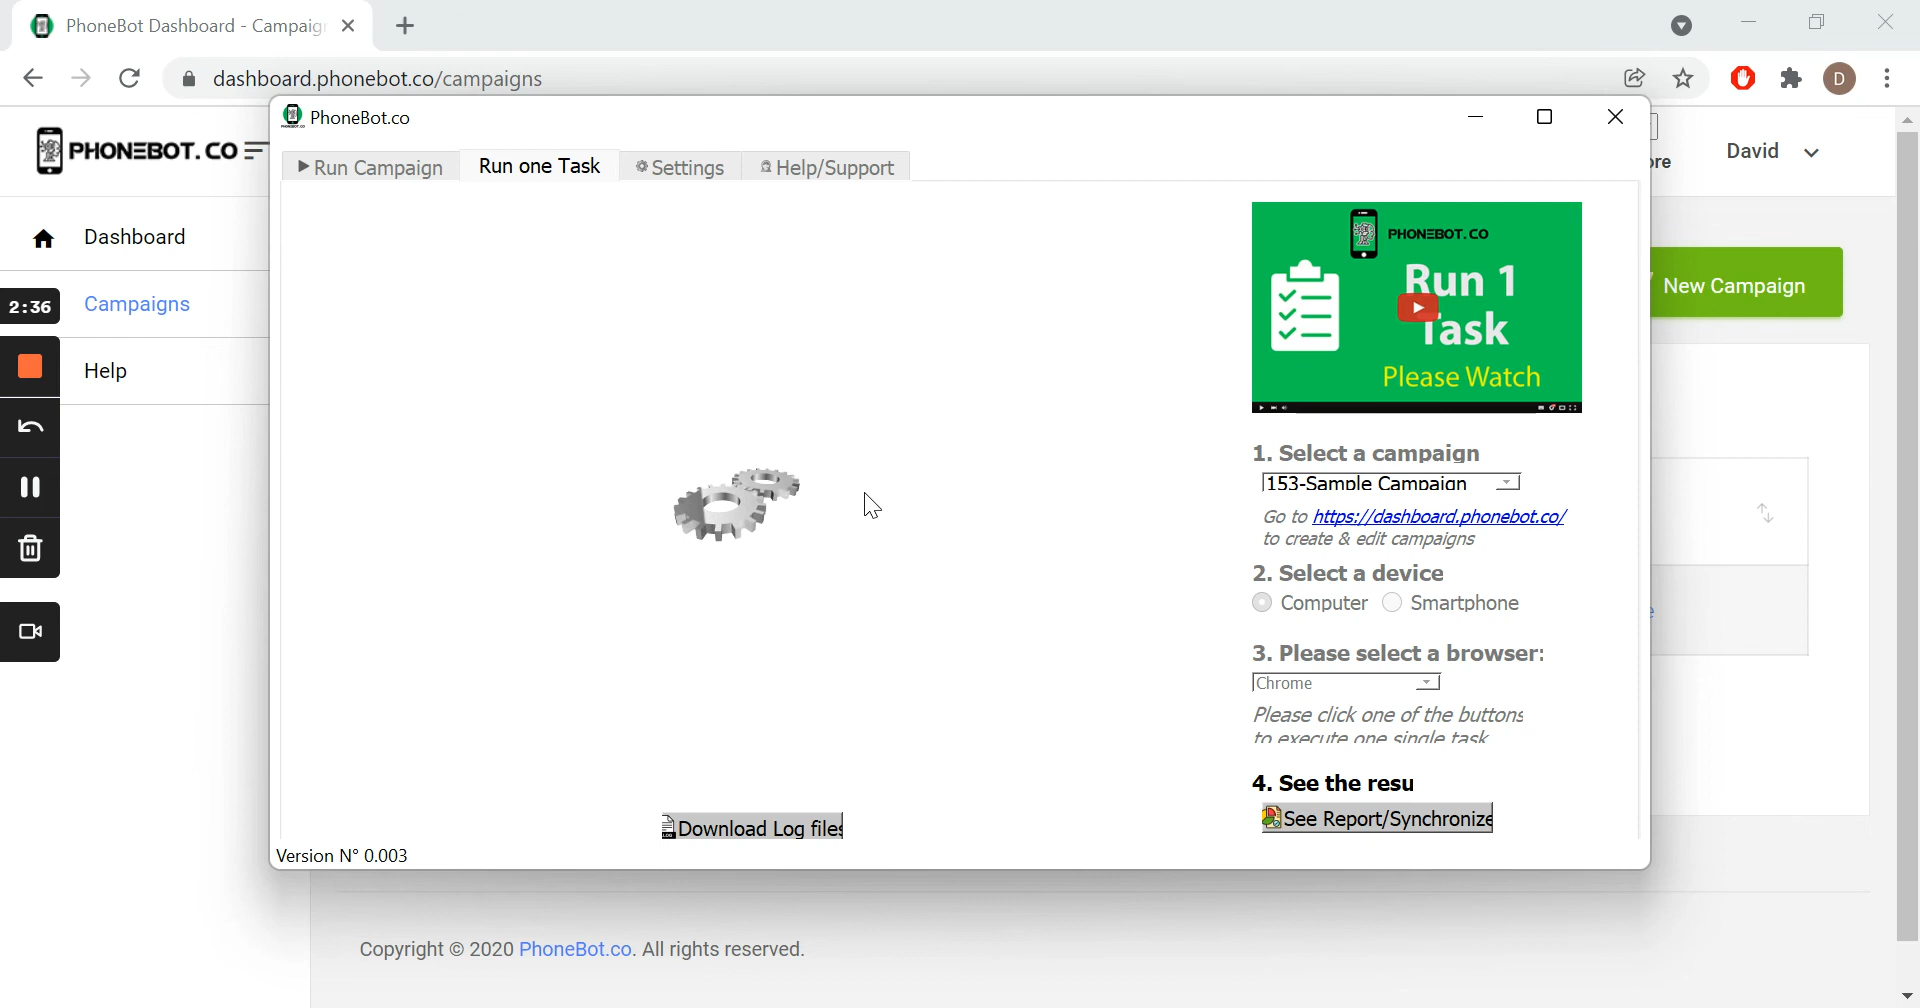 PhoneBot Dashboard - Campaig
dashboard.phonebot.co/campaigns
D
PhoneBot.co
PHONEBOT.CO
David
Run Campaign
Run one Task
Settings
Help/Support
Dashboard
2:36
Campaigns
Help
PHONEBOT.CO
Run 1
Task
Please Watch
New Campaign
1. Select a campaign
153-Sample Campaign
Go to https://dashboard.phonebot.co/
to create & edit campaigns
2. Select a device
Computer
Smartphone
3. Please select a browser:
Chrome
Please click one of the buttons
to execute one single task
4. See the resu
See Report/Synchronize
Download Log files
Version N° 0.003
Copyright © 2020 PhoneBot.co. All rights reserved.